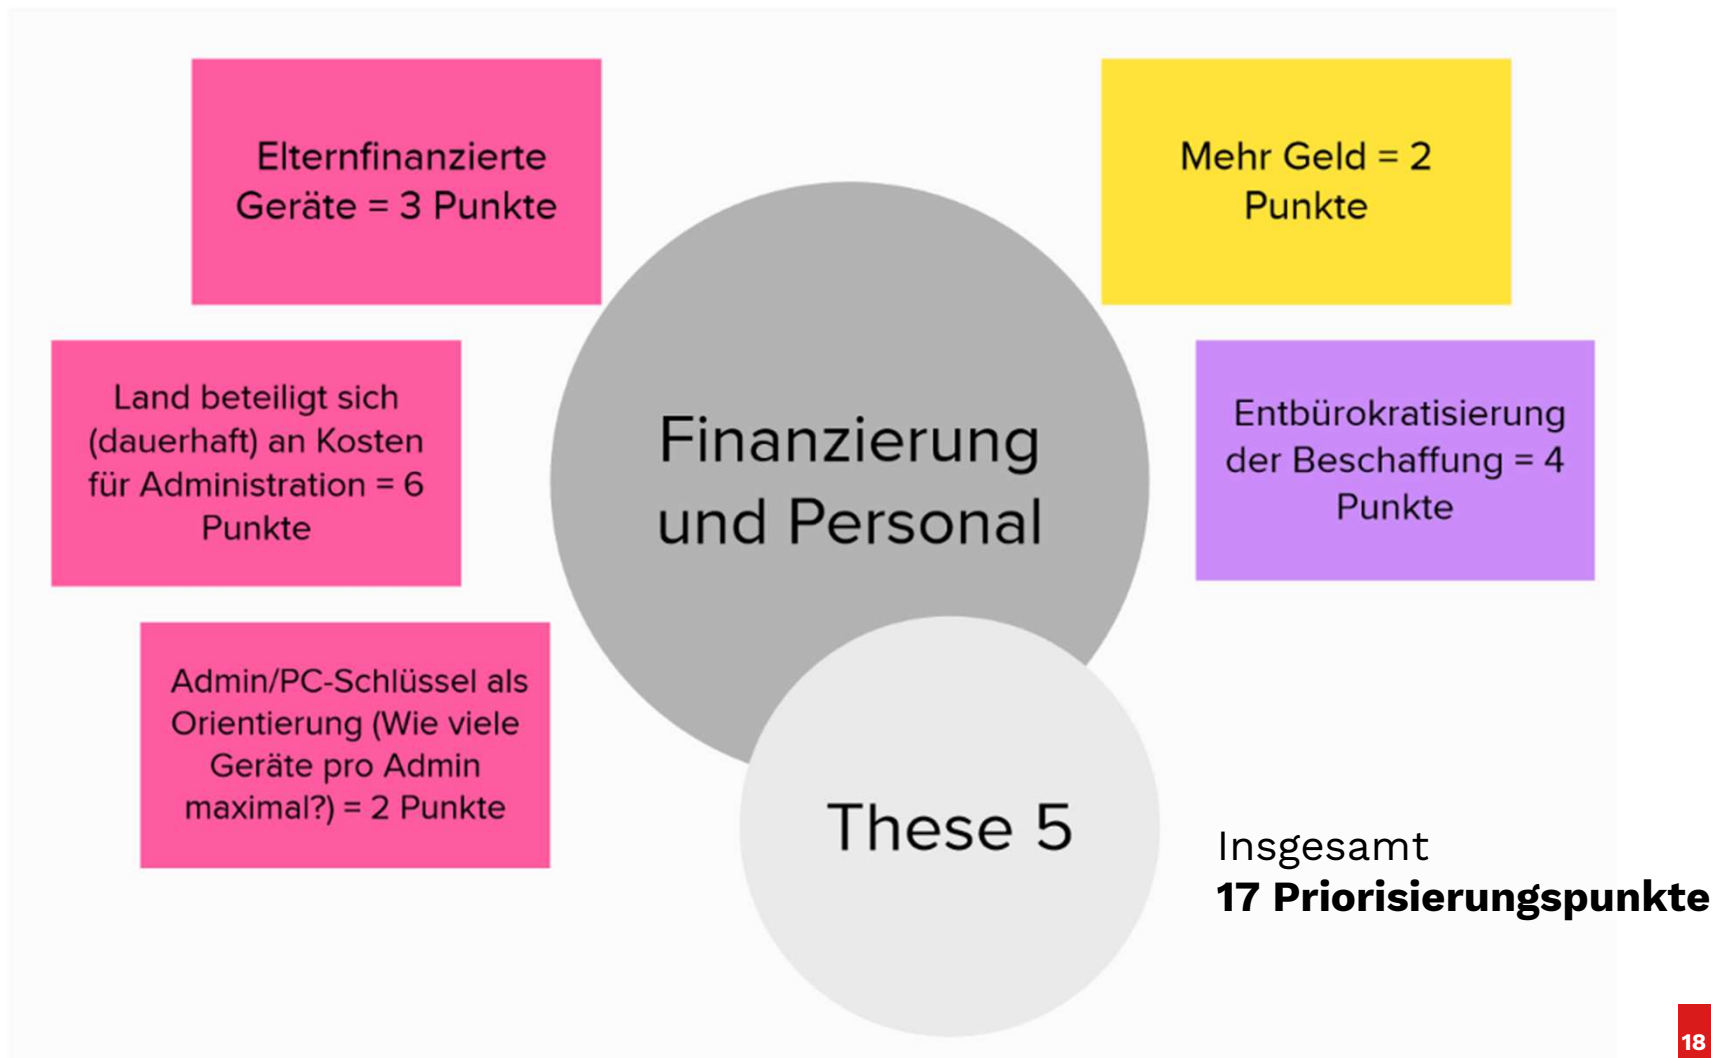 Elternfinanzierte
Geräte = 3 Punkte
Mehr Geld = 2
Punkte
Land beteiligt sich
(dauerhaft) an Kosten
für Administration = 6
Punkte
Finanzierung
und Personal
Entbürokratisierung
der Beschaffung = 4
Punkte
Admin/PC-Schlüssel als
Orientierung (Wie viele
Geräte pro Admin
maximal?) = 2 Punkte
These 5
Insgesamt
17 Priorisierungspunkte
18